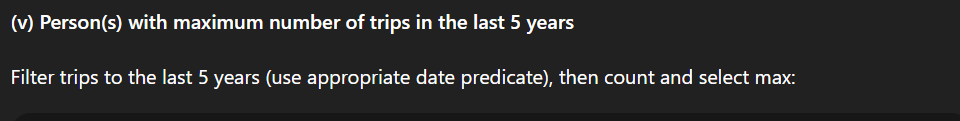 (v) Person(s) with maximum number of trips in the last 5 years
Filter trips to the last 5 years (use appropriate date predicate), then count and select max: